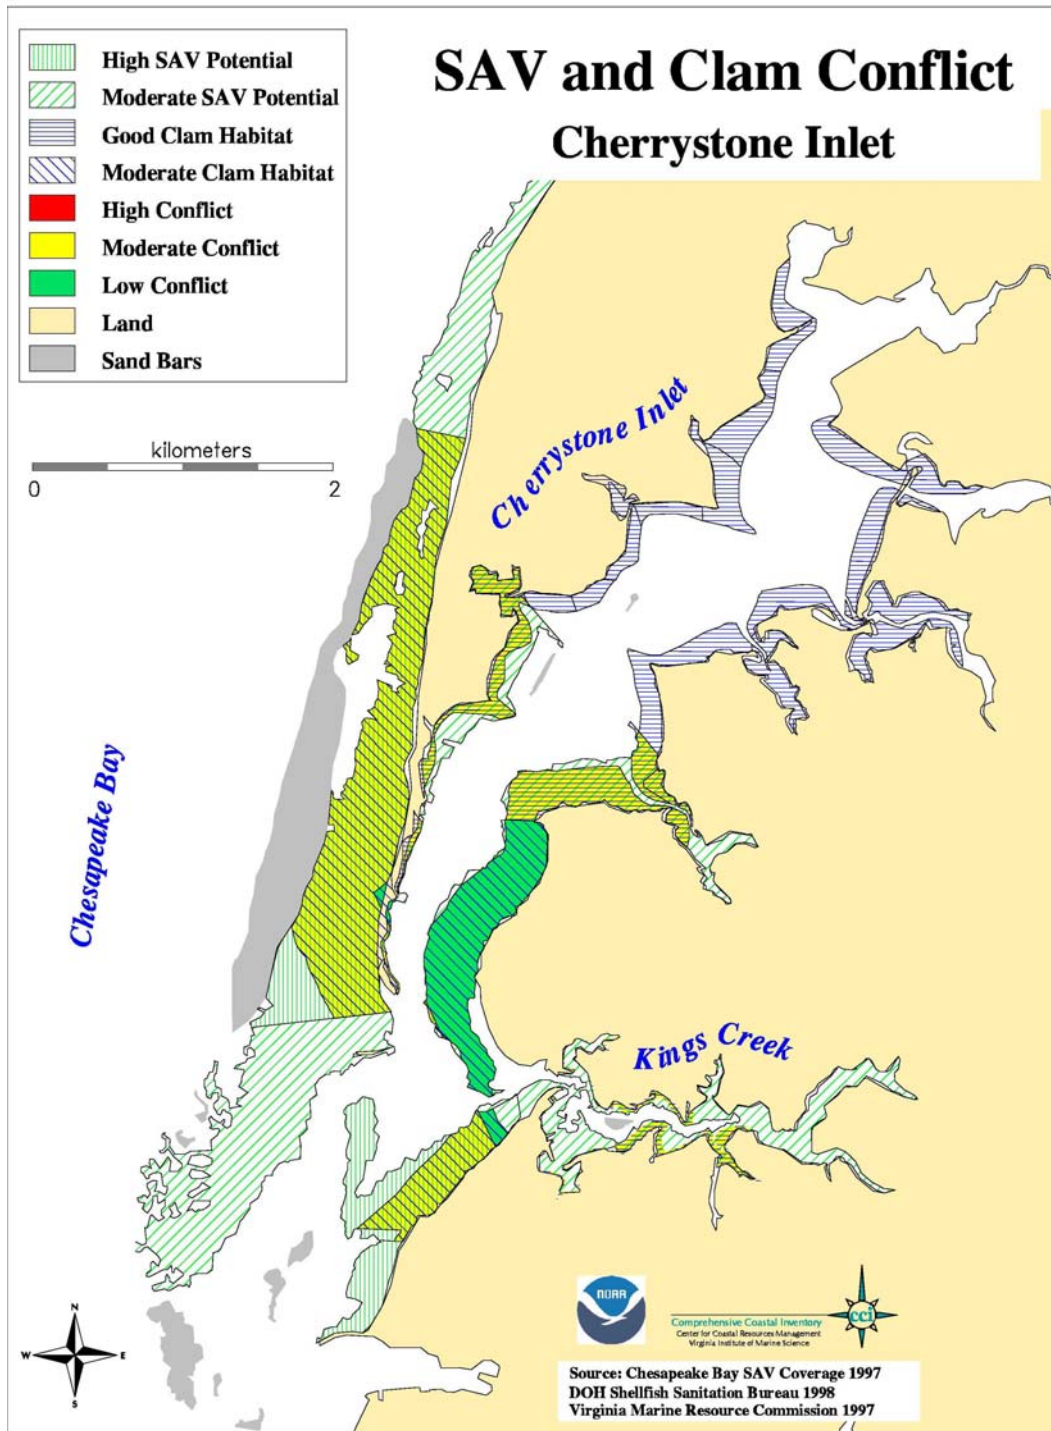 SAV and Clam Conflict
Cherrystone Inlet
High SAV Potential
Moderate SAV Potential
Good Clam Habitat
Moderate Clam Habitat
High Conflict
Moderate Conflict
Low Conflict
Land
Sand Bars
kilometers
0 2
Cherrystone Inlet
Chesapeake Bay
Kings Creek
N
W E
S
NOAA
cci
Comprehensive Coastal Inventory
Center for Coastal Resources Management
Virginia Institute of Marine Science
Source: Chesapeake Bay SAV Coverage 1997
DOH Shellfish Sanitation Bureau 1998
Virginia Marine Resource Commission 1997